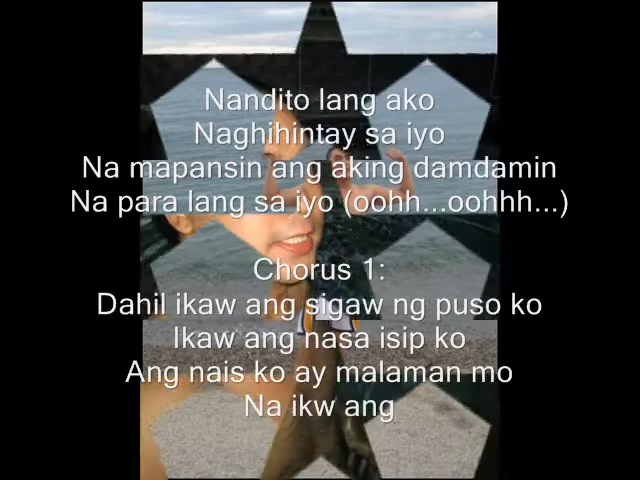 Nandito lang ako
Naghihintay sa iyo
Na mapansin ang aking damdamin
Na para lang sa iyo (oohh...oohhh...)
Chorus 1:
Dahil ikaw ang sigaw ng puso ko
Ikaw ang nasa isip ko
Ang nais ko ay malaman mo
Na ikw ang